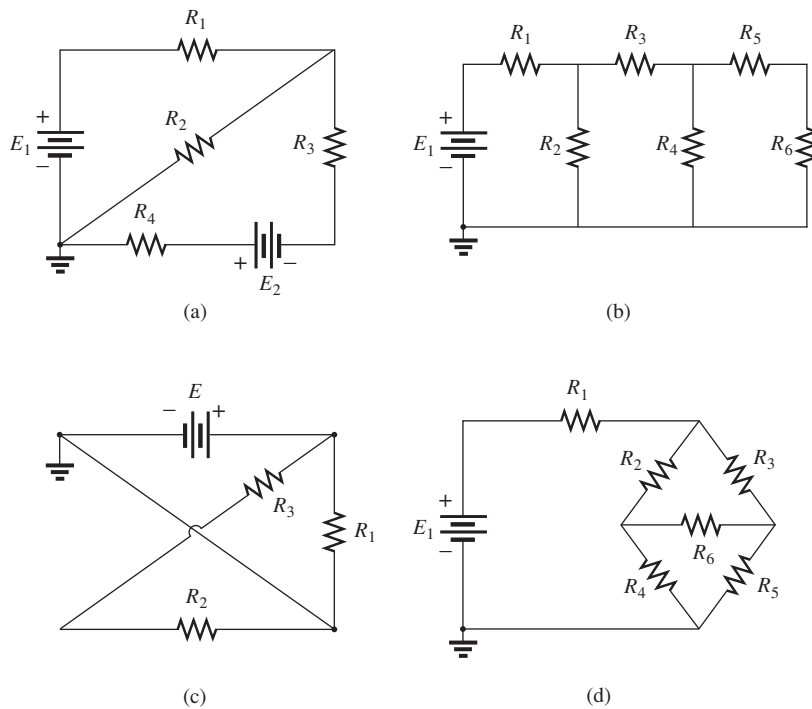 R1
+
E1
−
R2
R3
R4
+
−
E2
(a)
R1
R3
R5
+
E1
−
R2
R4
R6
(b)
E
−
+
R3
R1
R2
(c)
R1
R2
R3
+
E1
−
R6
R4
R5
(d)